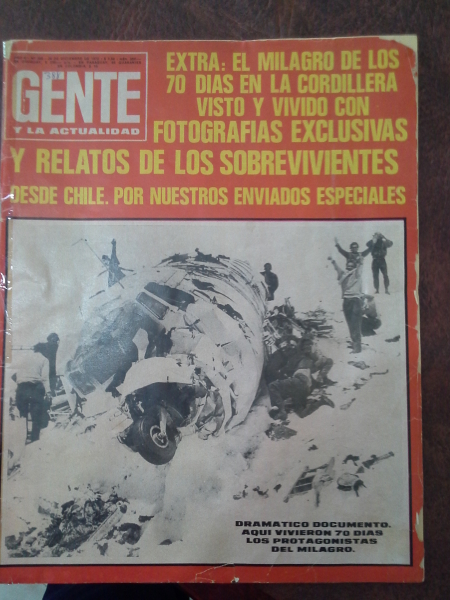 EXTRA: EL MILAGRO DE LOS
70 DIAS EN LA CORDILLERA
VISTO Y VIVIDO CON
FOTOGRAFIAS EXCLUSIVAS
Y RELATOS DE LOS SOBREVIVIENTES
DESDE CHILE. POR NUESTROS ENVIADOS ESPECIALES
GENTE
Y LA ACTUALIDAD
DRAMATICO DOCUMENTO.
AQUI VIVIERON 70 DIAS
LOS PROTAGONISTAS
DEL MILAGRO.